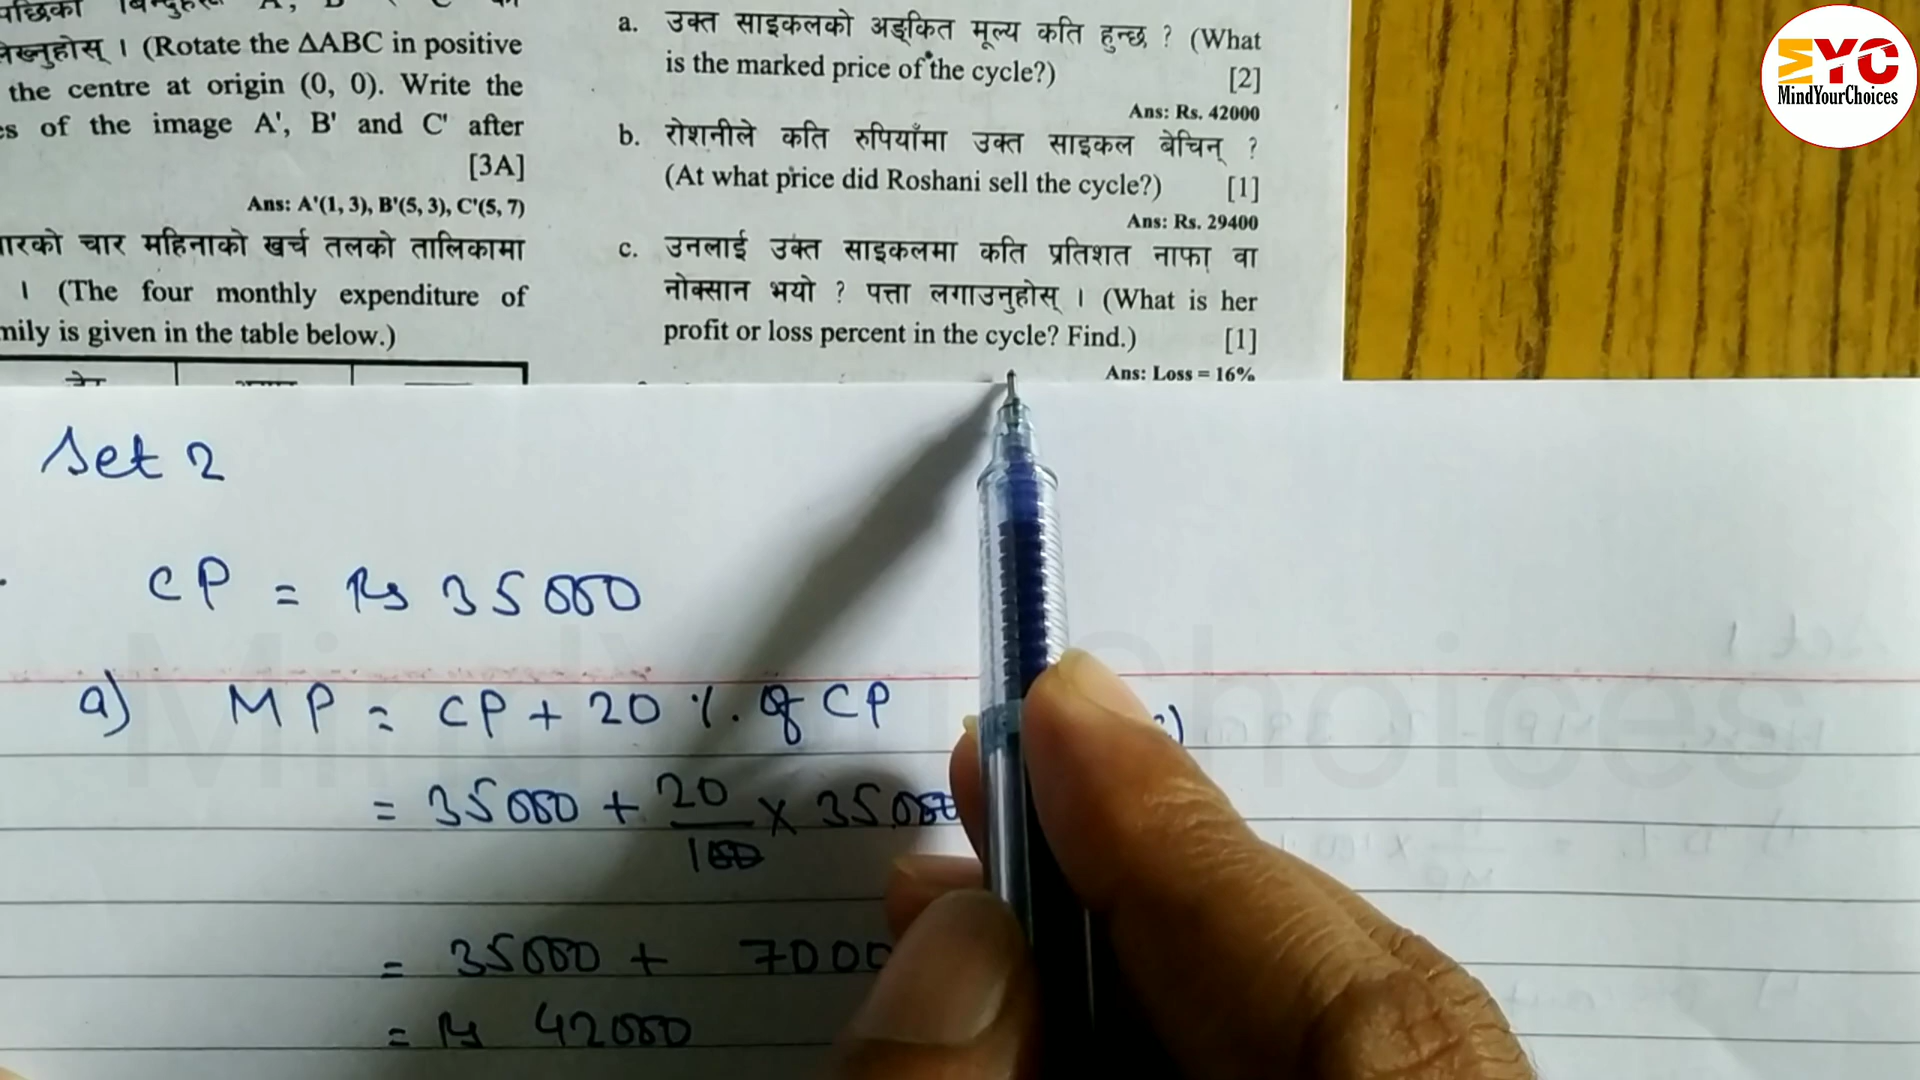 बिन्दुहरू A, B र C को
लेख्नुहोस् । (Rotate the ΔABC in positive
the centre at origin (0, 0). Write the
of the image A', B' and C' after
[3A]
Ans: A'(1, 3), B'(5, 3), C'(5, 7)
चार महिनाको खर्च तलको तालिकामा
। (The four monthly expenditure of
is given in the table below.)
a. उक्त साइकलको अङ्कित मूल्य कति हुन्छ ? (What
is the marked price of the cycle?) [2]
Ans: Rs. 42000
b. रोशनीले कति रुपियाँमा उक्त साइकल बेचिन् ?
(At what price did Roshani sell the cycle?) [1]
Ans: Rs. 29400
c. उनलाई उक्त साइकलमा कति प्रतिशत नाफा वा
नोक्सान भयो ? पत्ता लगाउनुहोस् । (What is her
profit or loss percent in the cycle? Find.) [1]
Ans: Loss = 16%
MYC
MindYourChoices
Set 2
CP = Rs 35000
a) MP = CP + 20 %. of CP
= 35000 + 20/100 × 35000
= 35000 + 7000
= Rs 42000
MindYourChoices